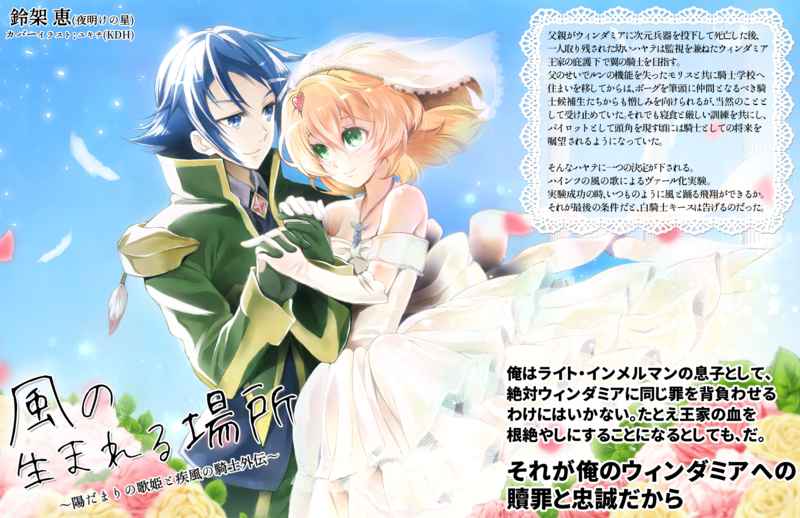 鈴架 恵(夜明けの星)
カバーイラスト:ユキチ(KDH)
父親がウィンダミアに次元兵器を投下して死亡した後、
一人取り残された幼いハヤテは監視を兼ねたウィンダミア
王家の庇護下で翼の騎士を目指す。
父のせいでルンの機能を失ったモリスと共に騎士学校へ
住まいを移してからは、ボーグを筆頭に仲間となるべき騎
士候補生たちからも憎しみを向けられるが、当然のことと
して受け止めていた。それでも寝食と厳しい訓練を共にし、
パイロットとして頭角を現す頃には騎士としての将来を
嘱望されるようになっていた。
そんなハヤテに一つの決定が下される。
ハインツの風の歌によるヴァール化実験。
実験成功の時、いつものように風と踊る飛翔ができるか。
それが最後の条件だと、白騎士キースは告げるのだった。
風の
生まれる場所
～陽だまりの歌姫と疾風の騎士外伝～
俺はライト・インメルマンの息子として、
絶対ウィンダミアに同じ罪を背負わせる
わけにはいかない。たとえ王家の血を
根絶やしにすることになるとしても、だ。
それが俺のウィンダミアへの
贖罪と忠誠だから